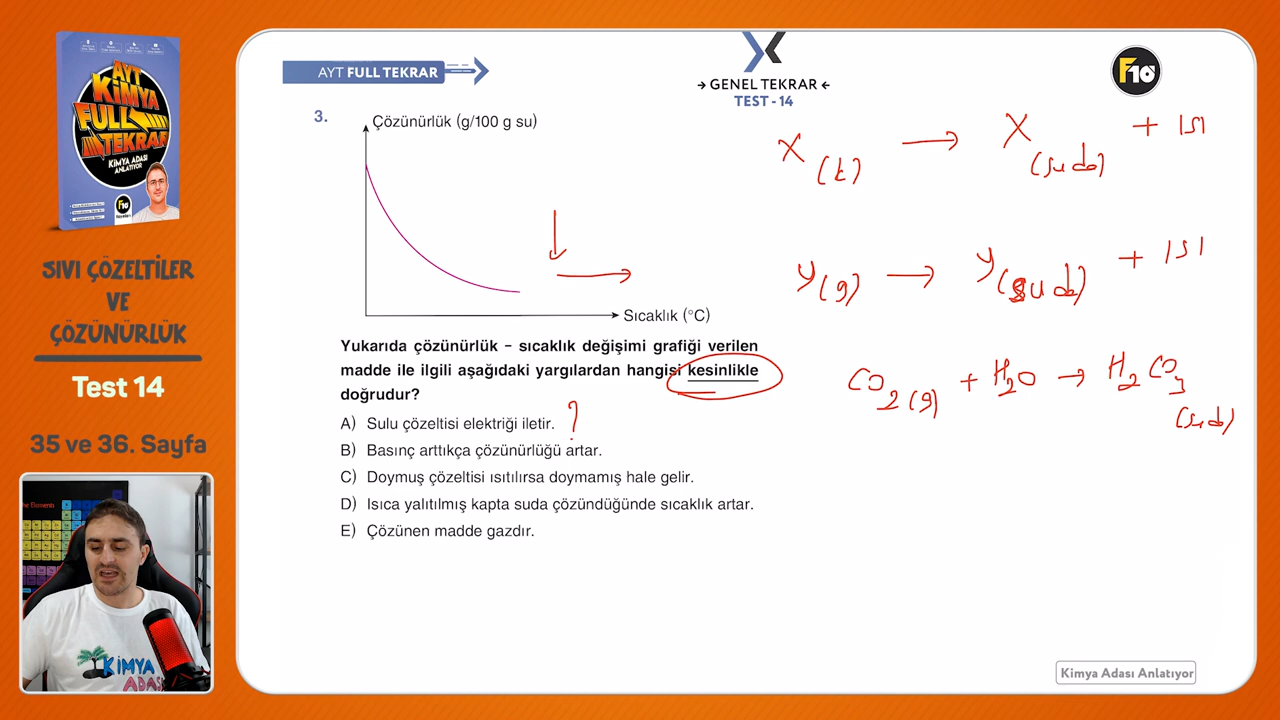 AYT
KİMYA
FULL
TEKRAR
KİMYA ADASI
ANLATIYOR
F10
SIVI ÇÖZELTİLER
VE
ÇÖZÜNÜRLÜK
Test 14
35 ve 36. Sayfa
KİMYA
ADASI
AYT FULL TEKRAR
GENEL TEKRAR
TEST - 14
F10
3.
Çözünürlük (g/100 g su)
Sıcaklık (°C)
Yukarıda çözünürlük – sıcaklık değişimi grafiği verilen
madde ile ilgili aşağıdaki yargılardan hangisi kesinlikle
doğrudur?
A) Sulu çözeltisi elektriği iletir. ?
B) Basınç arttıkça çözünürlüğü artar.
C) Doymuş çözeltisi ısıtılırsa doymamış hale gelir.
D) Isıca yalıtılmış kapta suda çözündüğünde sıcaklık artar.
E) Çözünen madde gazdır.
X(k) → X(suda) + ISI
Y(g) → Y(suda) + ISI
CO2(g) + H2O → H2CO3(suda)
Kimya Adası Anlatıyor